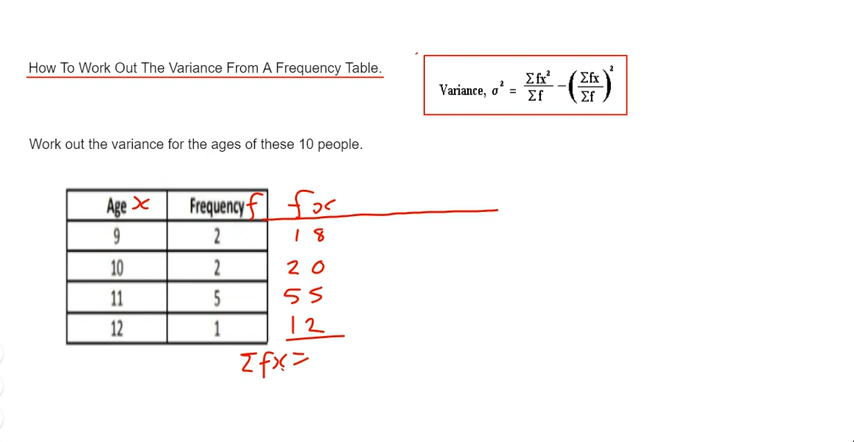 How To Work Out The Variance From A Frequency Table.
Variance, σ² = Σfx²/Σf − (Σfx/Σf)²
Work out the variance for the ages of these 10 people.
Age x Frequency f fx
9 2 18
10 2 20
11 5 55
12 1 12
Σfx =